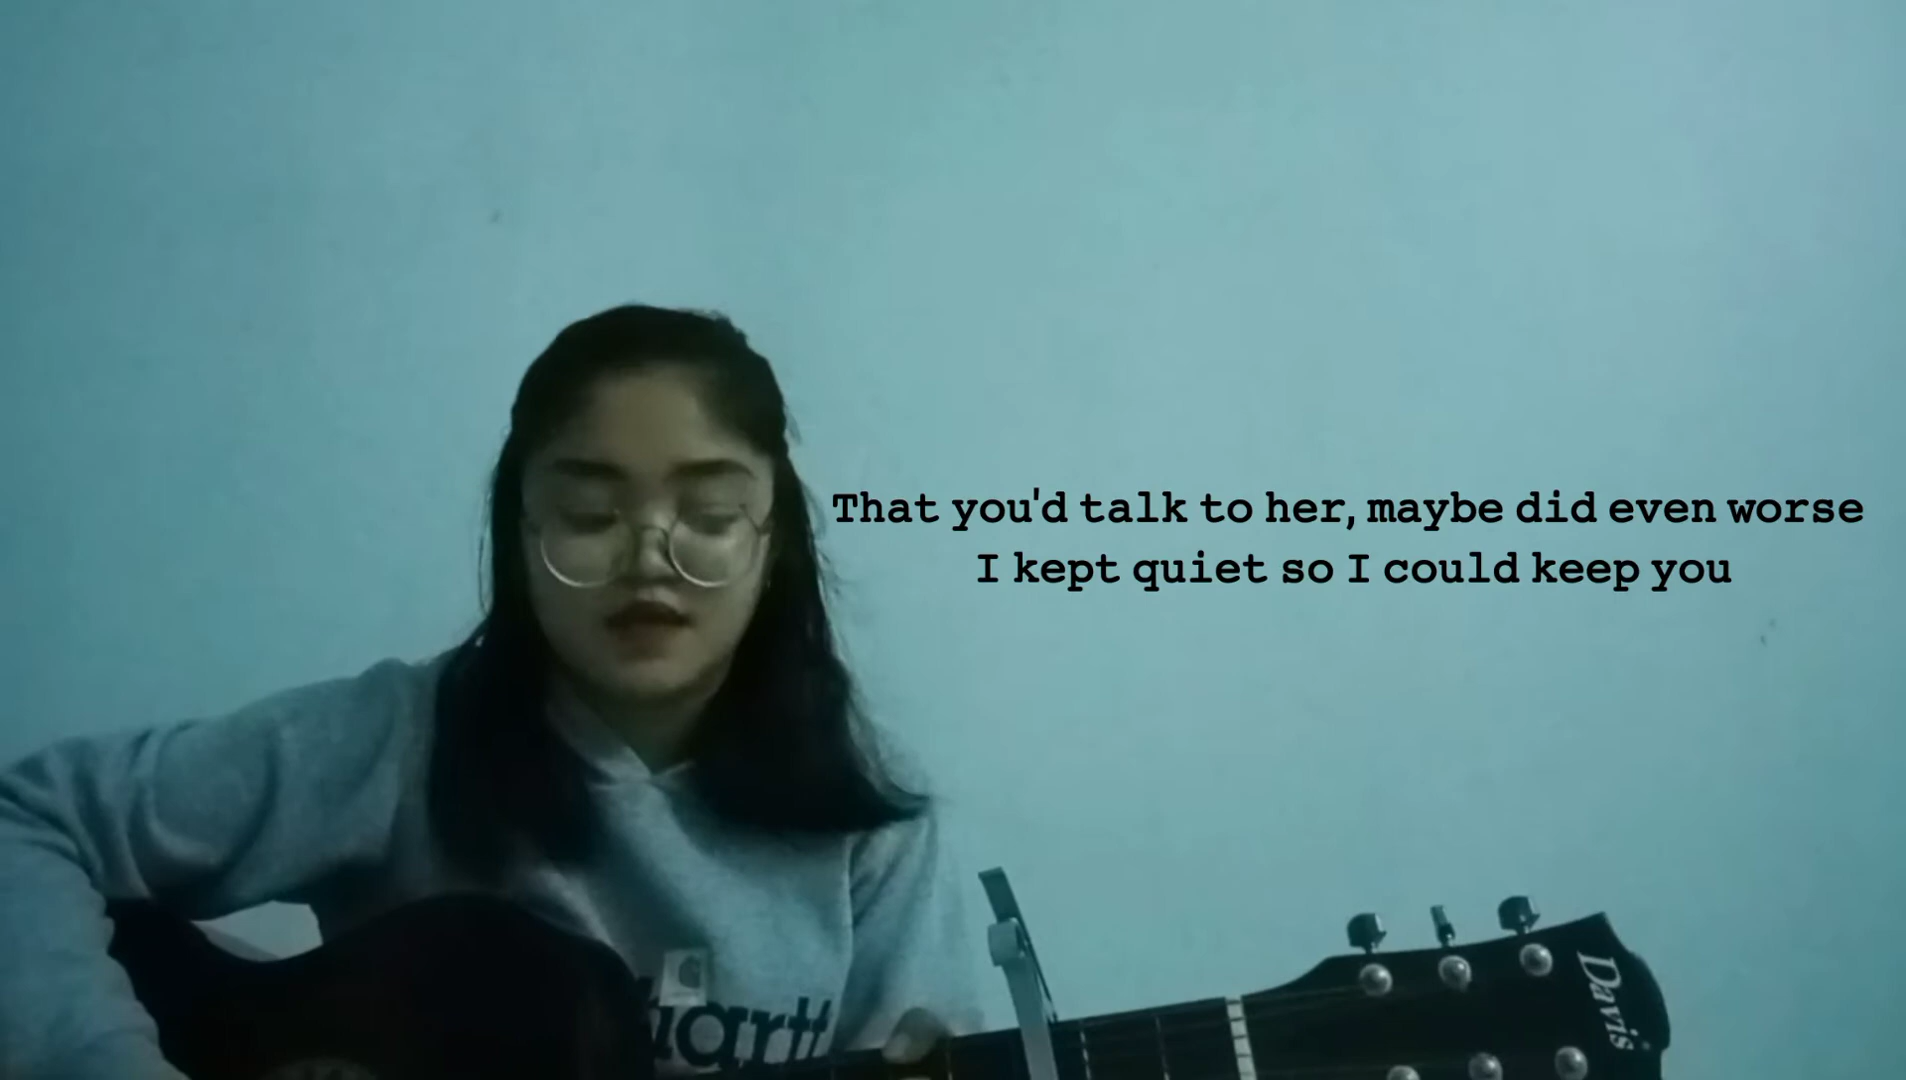 That you'd talk to her, maybe did even worse
I kept quiet so I could keep you
Davis